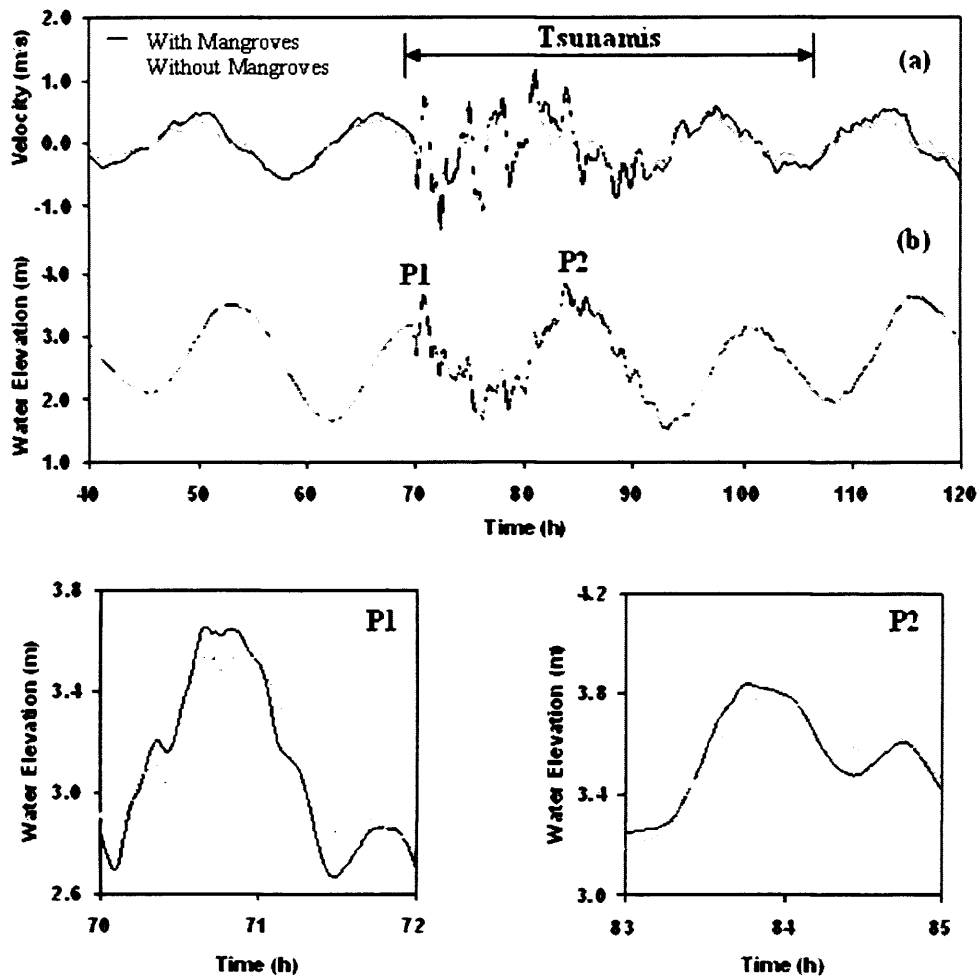 2.0
— With Mangroves
Without Mangroves
Tsunamis
(a)
Velocity (m/s)
1.0
0.0
-1.0
(b)
P1
P2
4.0
Water Elevation (m)
3.0
2.0
1.0
40 50 60 70 80 90 100 110 120
Time (h)
3.8
P1
Water Elevation (m)
3.4
3.0
2.6
70 71 72
Time (h)
4.2
P2
Water Elevation (m)
3.8
3.4
3.0
83 84 85
Time (h)